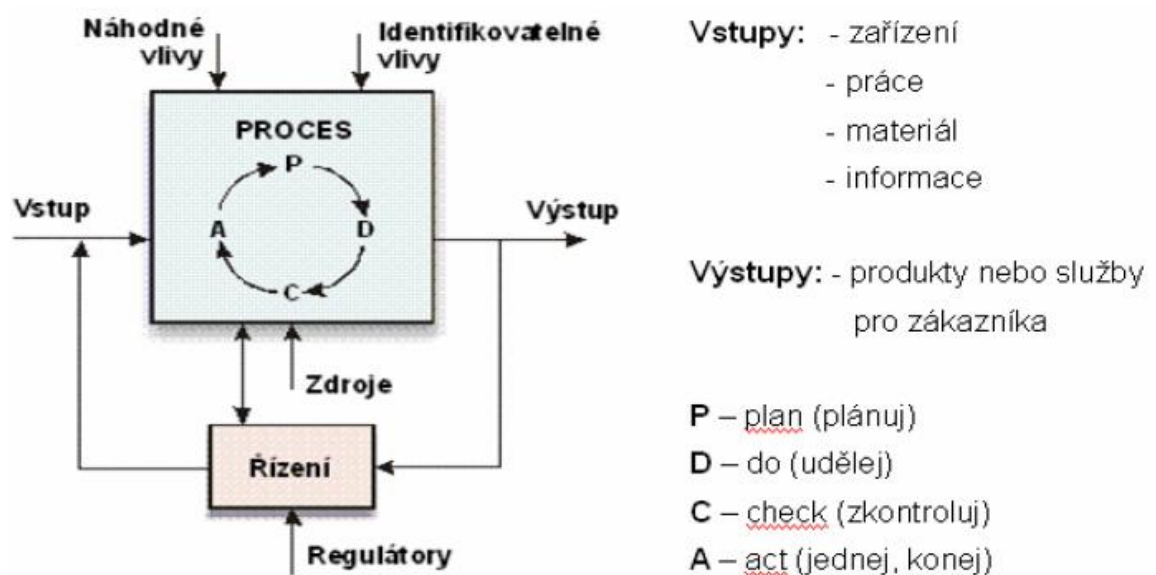 Náhodné
vlivy
Identifikovatelné
vlivy
PROCES
P
A
D
C
Vstup
Výstup
Zdroje
Řízení
Regulátory
Vstupy: - zařízení
- práce
- materiál
- informace
Výstupy: - produkty nebo služby
pro zákazníka
P – plan (plánuj)
D – do (udělej)
C – check (zkontroluj)
A – act (jednej, konej)